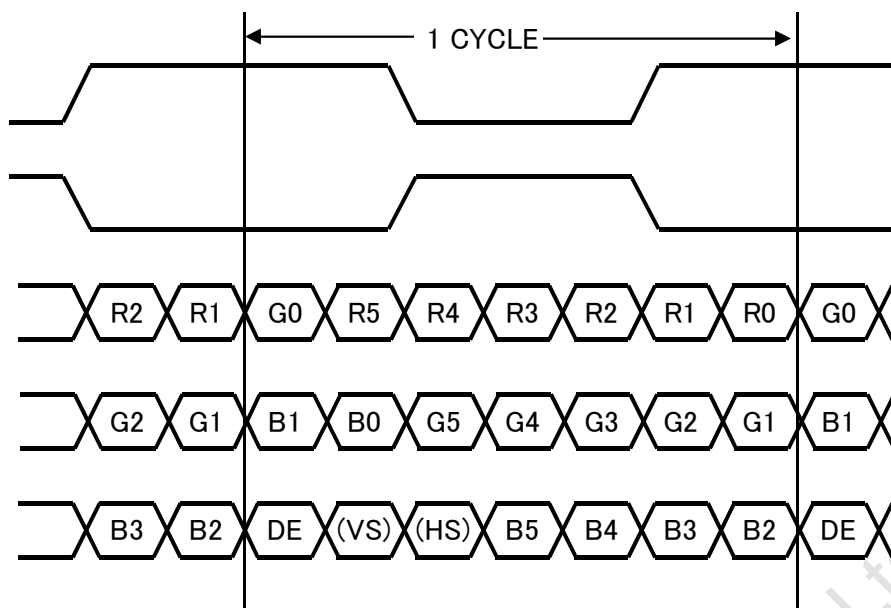 1 CYCLE
R2 R1 G0 R5 R4 R3 R2 R1 R0 G0
G2 G1 B1 B0 G5 G4 G3 G2 G1 B1
B3 B2 DE (VS) (HS) B5 B4 B3 B2 DE